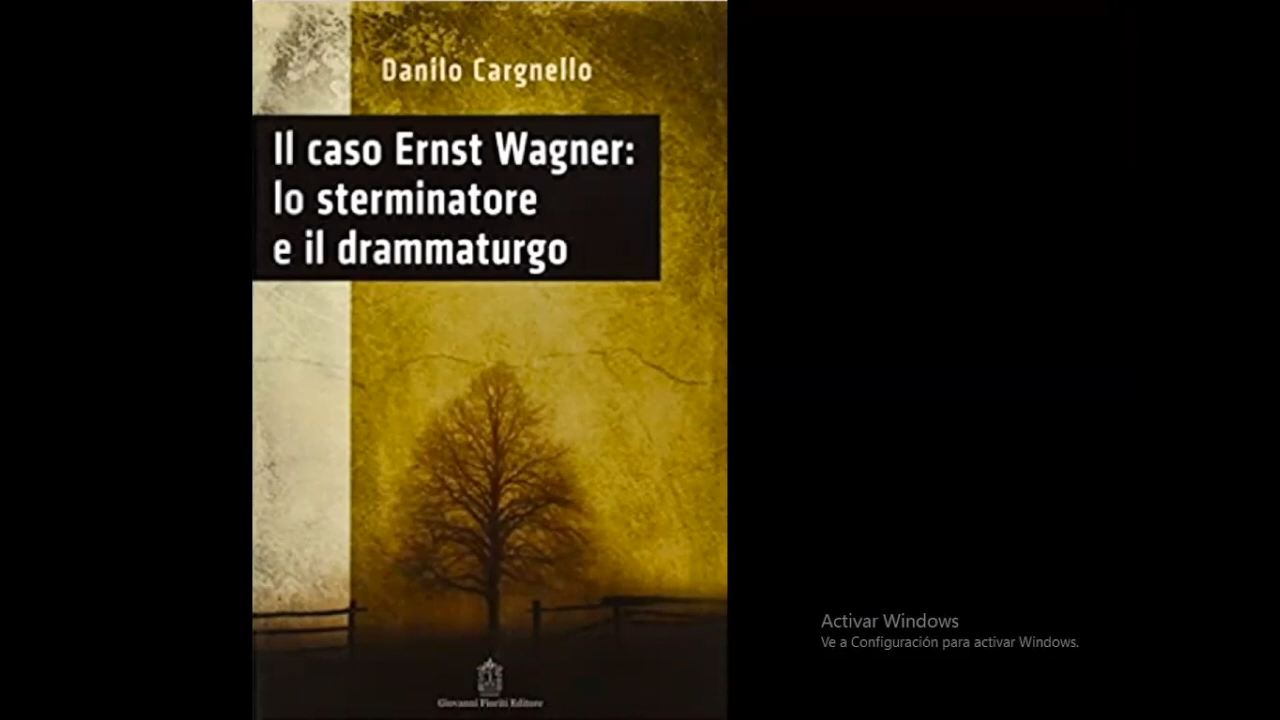 Danilo Cargnello
Il caso Ernst Wagner:
lo sterminatore
e il drammaturgo
Giovanni Fioriti Editore
Activar Windows
Ve a Configuración para activar Windows.